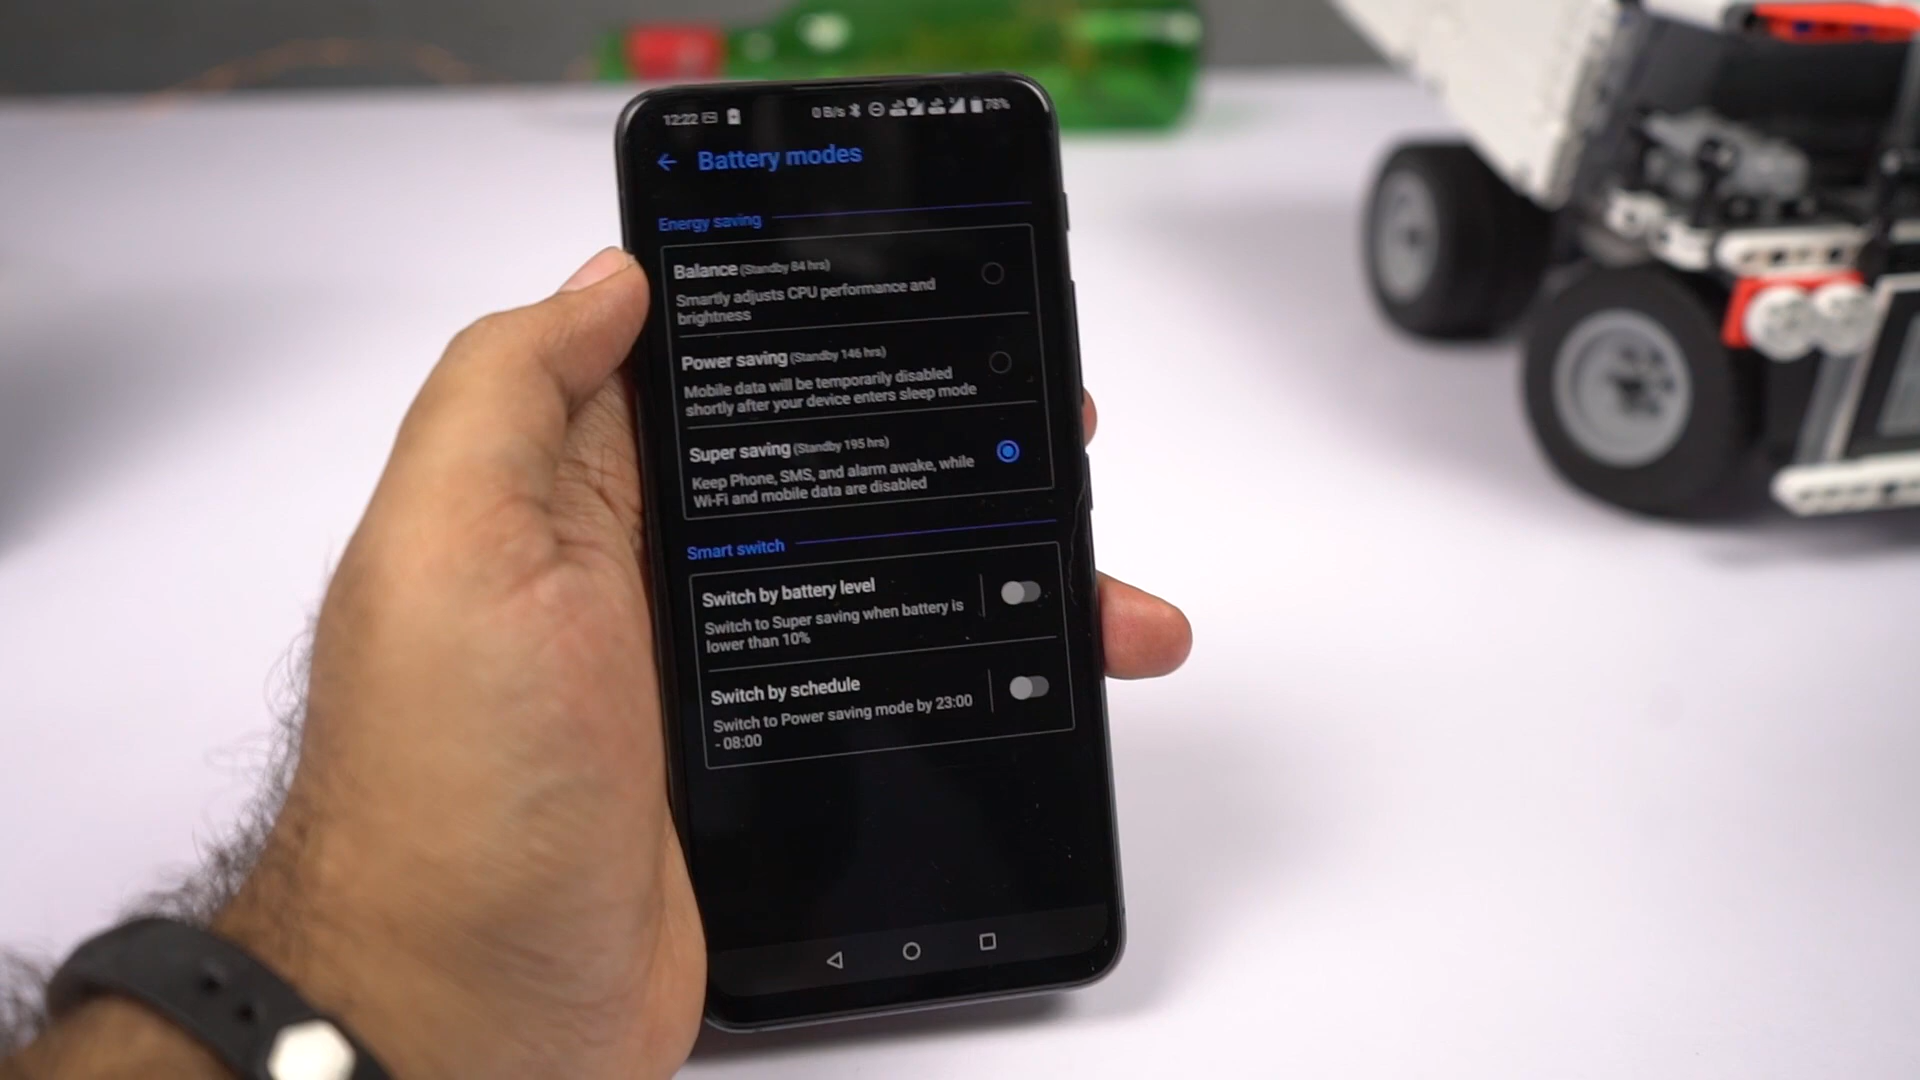 12:22 0 B/s 78%
Battery modes
Energy saving
Balance (Standby 84 hrs)
Smartly adjusts CPU performance and
brightness
Power saving (Standby 146 hrs)
Mobile data will be temporarily disabled
shortly after your device enters sleep mode
Super saving (Standby 195 hrs)
Keep Phone, SMS, and alarm awake, while
Wi-Fi and mobile data are disabled
Smart switch
Switch by battery level
Switch to Super saving when battery is
lower than 10%
Switch by schedule
Switch to Power saving mode by 23:00
- 08:00